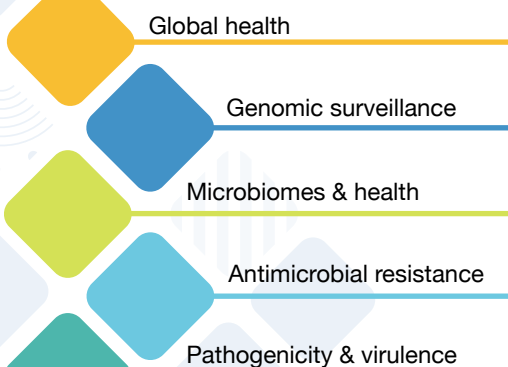 Global health
Genomic surveillance
Microbiomes & health
Antimicrobial resistance
Pathogenicity & virulence